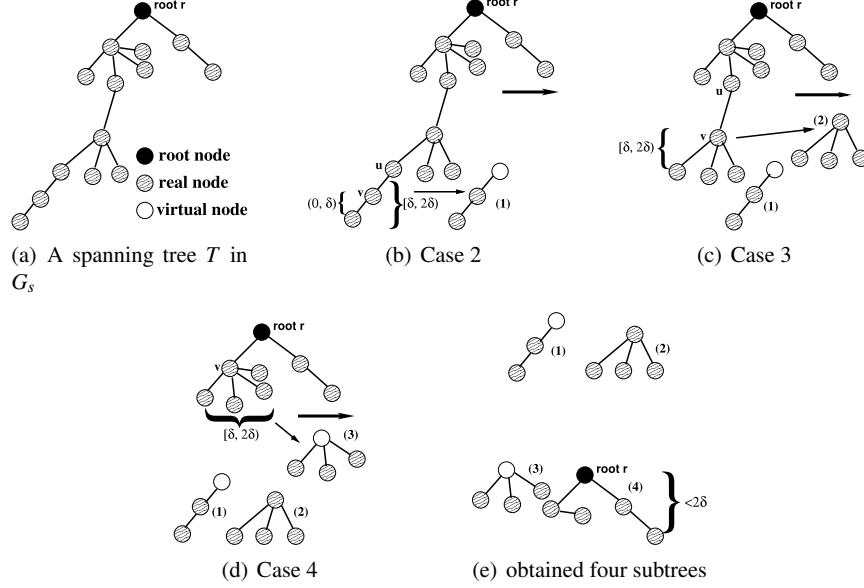 root r
root node
real node
virtual node
(a) A spanning tree T in
G_s
root r
u
v
(0, δ)
[δ, 2δ)
(1)
(b) Case 2
root r
u
v
[δ, 2δ)
(2)
(1)
(c) Case 3
root r
v
[δ, 2δ)
(3)
(1)
(2)
(d) Case 4
(1)
(2)
(3)
root r
(4)
<2δ
(e) obtained four subtrees